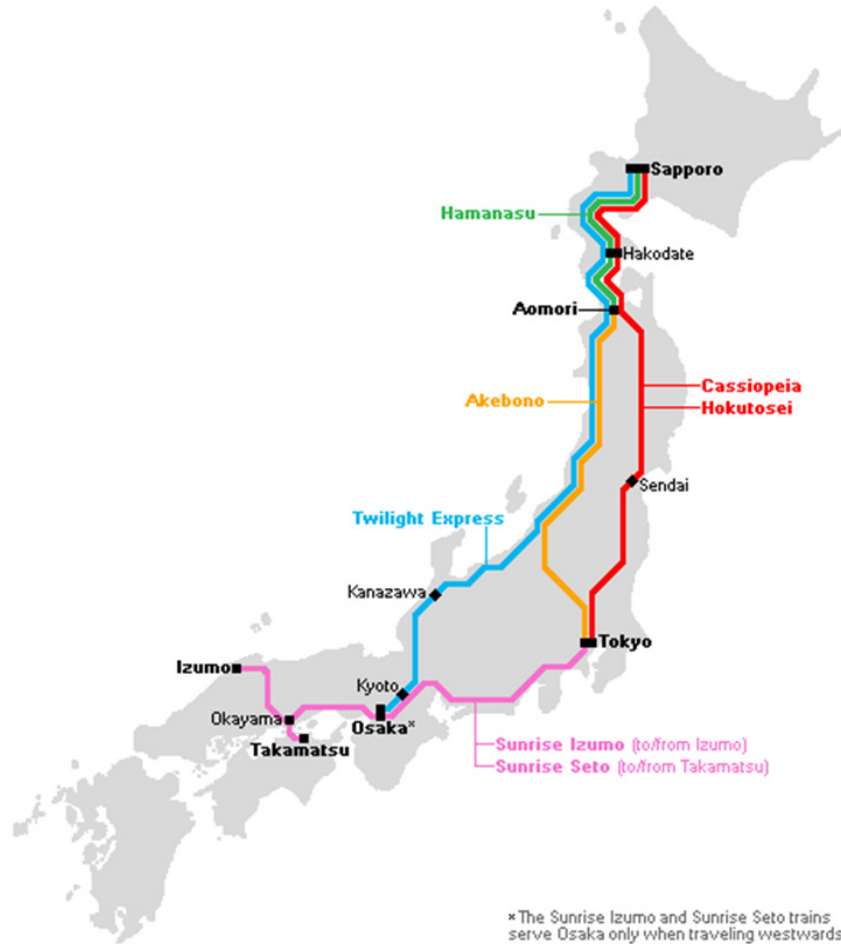 Sapporo
Hamanasu
Hakodate
Aomori
Cassiopeia
Hokutosei
Akebono
Sendai
Twilight Express
Kanazawa
Tokyo
Izumo
Kyoto
Okayama
Osaka*
Takamatsu
Sunrise Izumo (to/from Izumo)
Sunrise Seto (to/from Takamatsu)
* The Sunrise Izumo and Sunrise Seto trains
serve Osaka only when traveling westwards